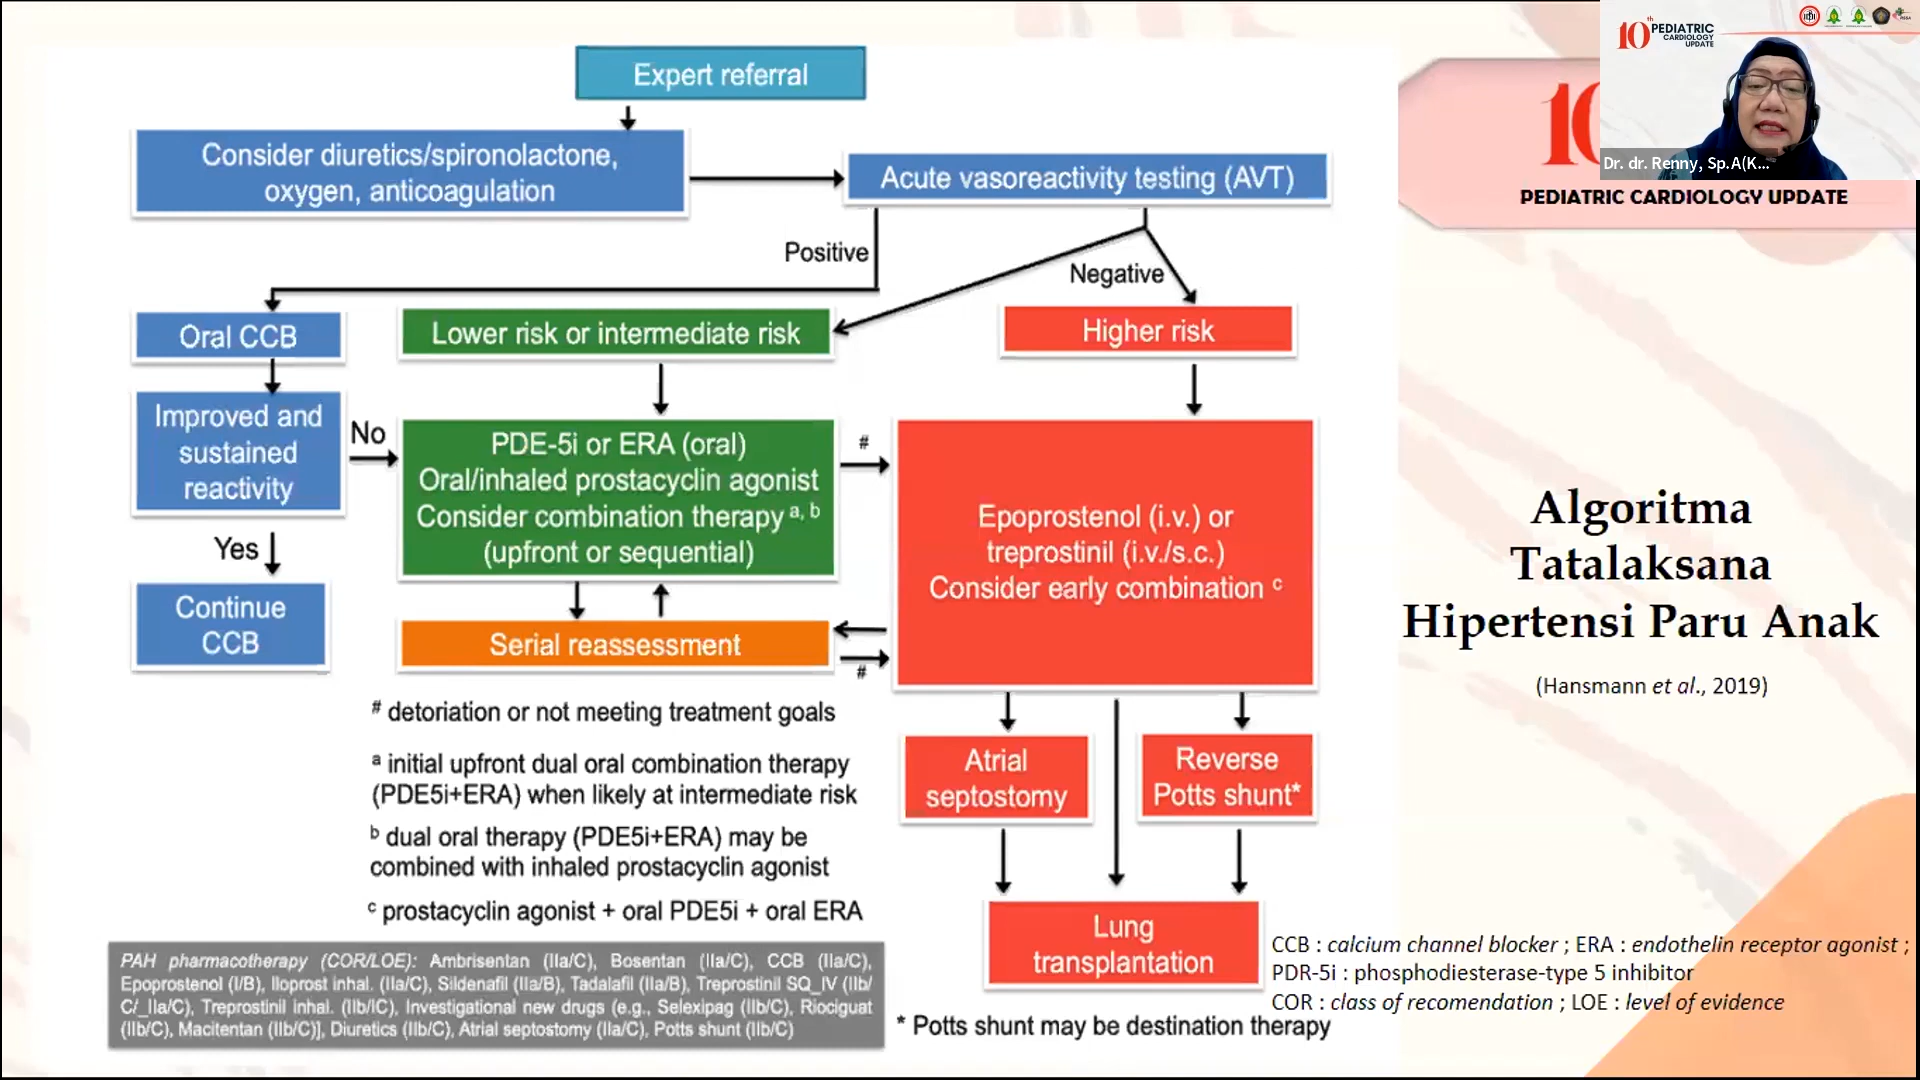 Expert referral
Consider diuretics/spironolactone,
oxygen, anticoagulation
Acute vasoreactivity testing (AVT)
Positive
Negative
Oral CCB
Lower risk or intermediate risk
Higher risk
Improved and
sustained
reactivity
No
PDE-5i or ERA (oral)
Oral/inhaled prostacyclin agonist
Consider combination therapy a, b
(upfront or sequential)
#
Epoprostenol (i.v.) or
treprostinil (i.v./s.c.)
Consider early combination c
Yes
Continue
CCB
Serial reassessment
#
# detoriation or not meeting treatment goals
a initial upfront dual oral combination therapy
(PDE5i+ERA) when likely at intermediate risk
b dual oral therapy (PDE5i+ERA) may be
combined with inhaled prostacyclin agonist
c prostacyclin agonist + oral PDE5i + oral ERA
Atrial
septostomy
Reverse
Potts shunt*
Lung
transplantation
PAH pharmacotherapy (COR/LOE): Ambrisentan (IIa/C), Bosentan (IIa/C), CCB (IIa/C),
Epoprostenol (I/B), Iloprost inhal. (IIa/C), Sildenafil (IIa/B), Tadalafil (IIa/B), Treprostinil SQ_IV (IIb/
C/_IIa/C), Treprostinil inhal. (IIb/IC), Investigational new drugs (e.g., Selexipag (IIb/C), Riociguat
(IIb/C), Macitentan (IIb/C)], Diuretics (IIb/C), Atrial septostomy (IIa/C), Potts shunt (IIb/C)
* Potts shunt may be destination therapy
10th PEDIATRIC
CARDIOLOGY
UPDATE
Dr. dr. Renny, Sp.A(K...
10
PEDIATRIC CARDIOLOGY UPDATE
Algoritma
Tatalaksana
Hipertensi Paru Anak
(Hansmann et al., 2019)
CCB : calcium channel blocker ; ERA : endothelin receptor agonist ;
PDR-5i : phosphodiesterase-type 5 inhibitor
COR : class of recomendation ; LOE : level of evidence